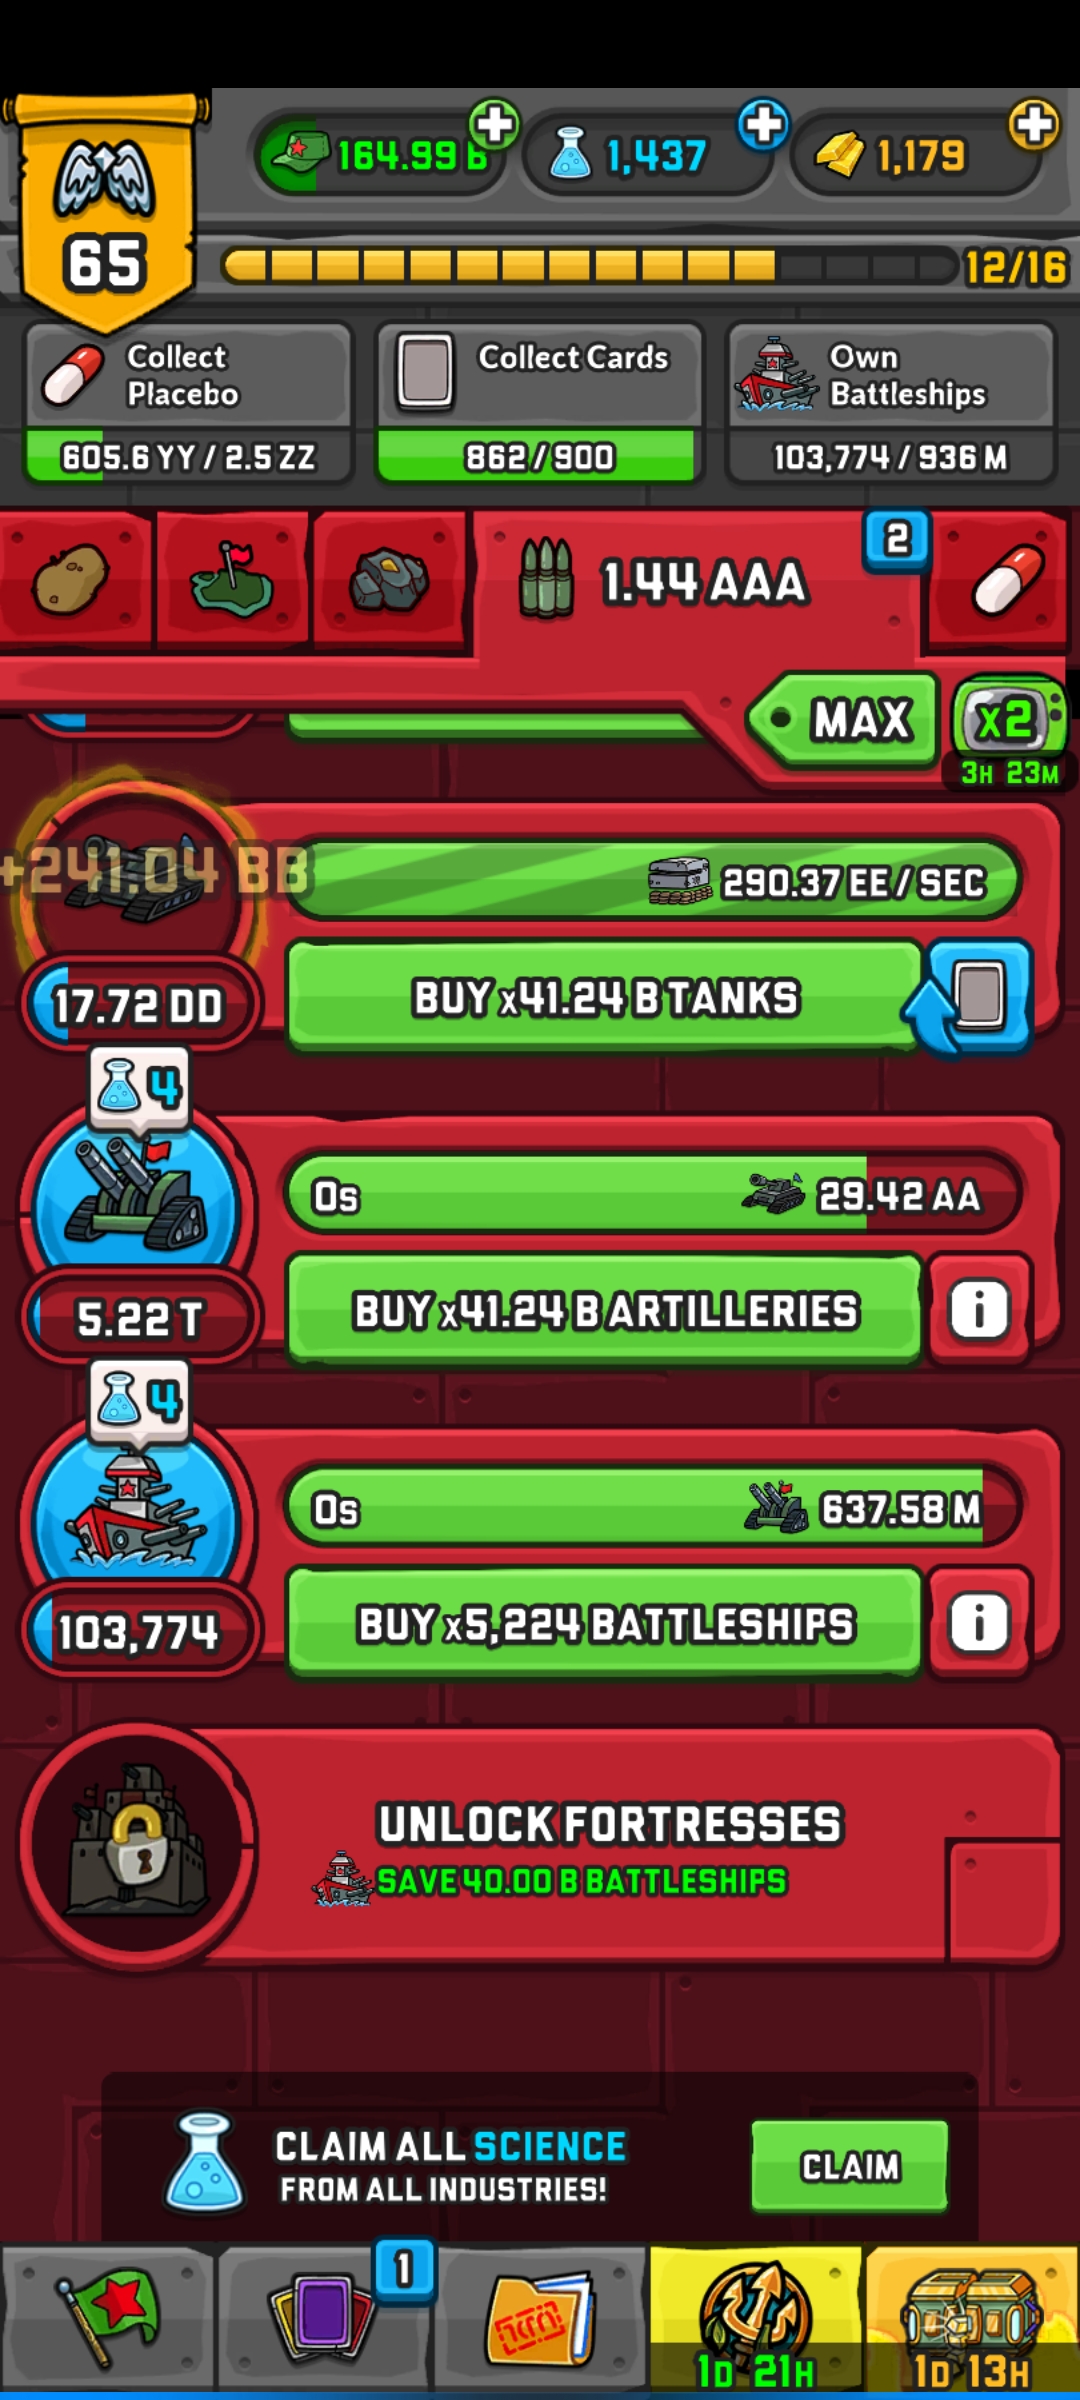 65
164.99 B
1,437
1,179
12/16
Collect
Placebo
605.6 YY / 2.5 ZZ
Collect Cards
862/900
Own
Battleships
103,774 / 936 M
1.44 AAA
2
MAX
x2
3H 23M
+241.04 BB
290.37 EE / SEC
17.72 DD
BUY x41.24 B TANKS
4
0s
29.42 AA
5.22 T
BUY x41.24 B ARTILLERIES
i
4
0s
637.58 M
103,774
BUY x5,224 BATTLESHIPS
i
UNLOCK FORTRESSES
SAVE 40.00 B BATTLESHIPS
CLAIM ALL SCIENCE
FROM ALL INDUSTRIES!
CLAIM
1
1D 21H
1D 13H